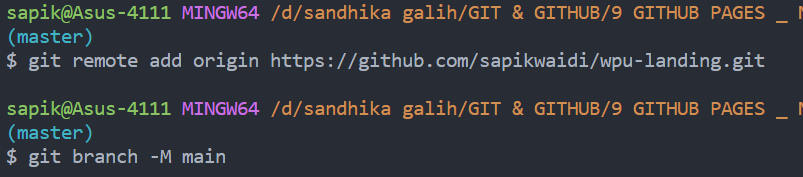 sapik@Asus-4111 MINGW64 /d/sandhika galih/GIT & GITHUB/9 GITHUB PAGES _
(master)
$ git remote add origin https://github.com/sapikwaidi/wpu-landing.git
sapik@Asus-4111 MINGW64 /d/sandhika galih/GIT & GITHUB/9 GITHUB PAGES _
(master)
$ git branch -M main